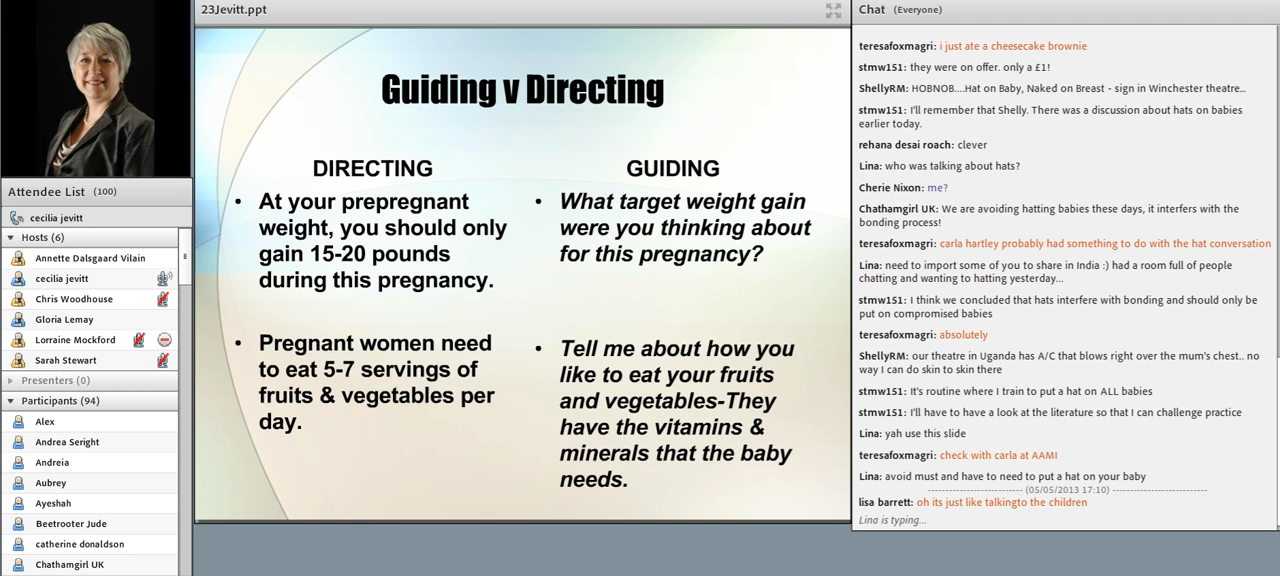 23Jevitt.ppt
Guiding v Directing
DIRECTING
• At your prepregnant
weight, you should only
gain 15-20 pounds
during this pregnancy.
• Pregnant women need
to eat 5-7 servings of
fruits & vegetables per
day.
GUIDING
• What target weight gain
were you thinking about
for this pregnancy?
• Tell me about how you
like to eat your fruits
and vegetables-They
have the vitamins &
minerals that the baby
needs.
Attendee List (100)
cecilia jevitt
Hosts (6)
Annette Dalsgaard Vilain
cecilia jevitt
Chris Woodhouse
Gloria Lemay
Lorraine Mockford
Sarah Stewart
Presenters (0)
Participants (94)
Alex
Andrea Seright
Andreia
Aubrey
Ayeshah
Beetrooter Jude
catherine donaldson
Chathamgirl UK
Chat (Everyone)
teresafoxmagri: i just ate a cheesecake brownie
stmw151: they were on offer. only a £1!
ShellyRM: HOBNOB....Hat on Baby, Naked on Breast - sign in Winchester theatre...
stmw151: I'll remember that Shelly. There was a discussion about hats on babies
earlier today.
rehana desai roach: clever
Lina: who was talking about hats?
Cherie Nixon: me?
Chathamgirl UK: We are avoiding hatting babies these days, it interfers with the
bonding process!
teresafoxmagri: carla hartley probably had something to do with the hat conversation
Lina: need to import some of you to share in India :) had a room full of people
chatting and wanting to hatting yesterday...
stmw151: I think we concluded that hats interfere with bonding and should only be
put on compromised babies
teresafoxmagri: absolutely
ShellyRM: our theatre in Uganda has A/C that blows right over the mum's chest.. no
way I can do skin to skin there
stmw151: It's routine where I train to put a hat on ALL babies
stmw151: I'll have to have a look at the literature so that I can challenge practice
Lina: yah use this slide
teresafoxmagri: check with carla at AAMI
Lina: avoid must and have to need to put a hat on your baby
------------------------ (05/05/2013 17:10) ------------------------
lisa barrett: oh its just like talkingto the children
Lina is typing...